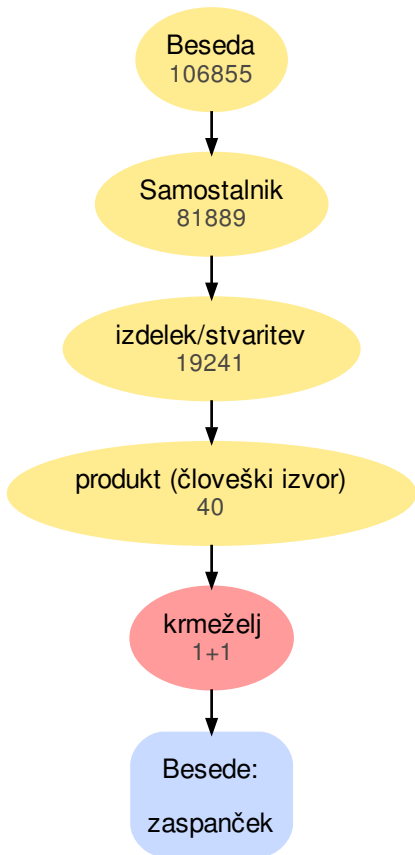 Beseda
106855
Samostalnik
81889
izdelek/stvaritev
19241
produkt (človeški izvor)
40
krmeželj
1+1
Besede:
zaspanček